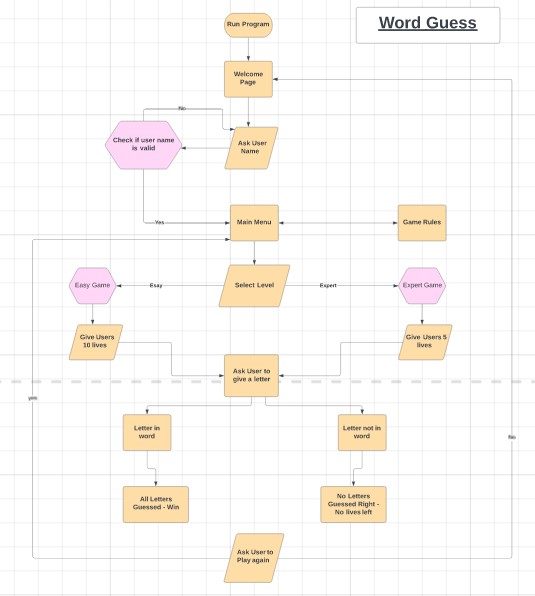 Word Guess
Run Program
Welcome
Page
No
Check if user name
is valid
Ask User
Name
Yes
Main Menu
Game Rules
Easy Game
Esay
Select Level
Expert
Expert Game
Give Users
10 lives
Give Users 5
lives
Ask User to
give a letter
yes
Letter in
word
Letter not in
word
No
All Letters
Guessed - Win
No Letters
Guessed Right -
No lives left
Ask User to
Play again